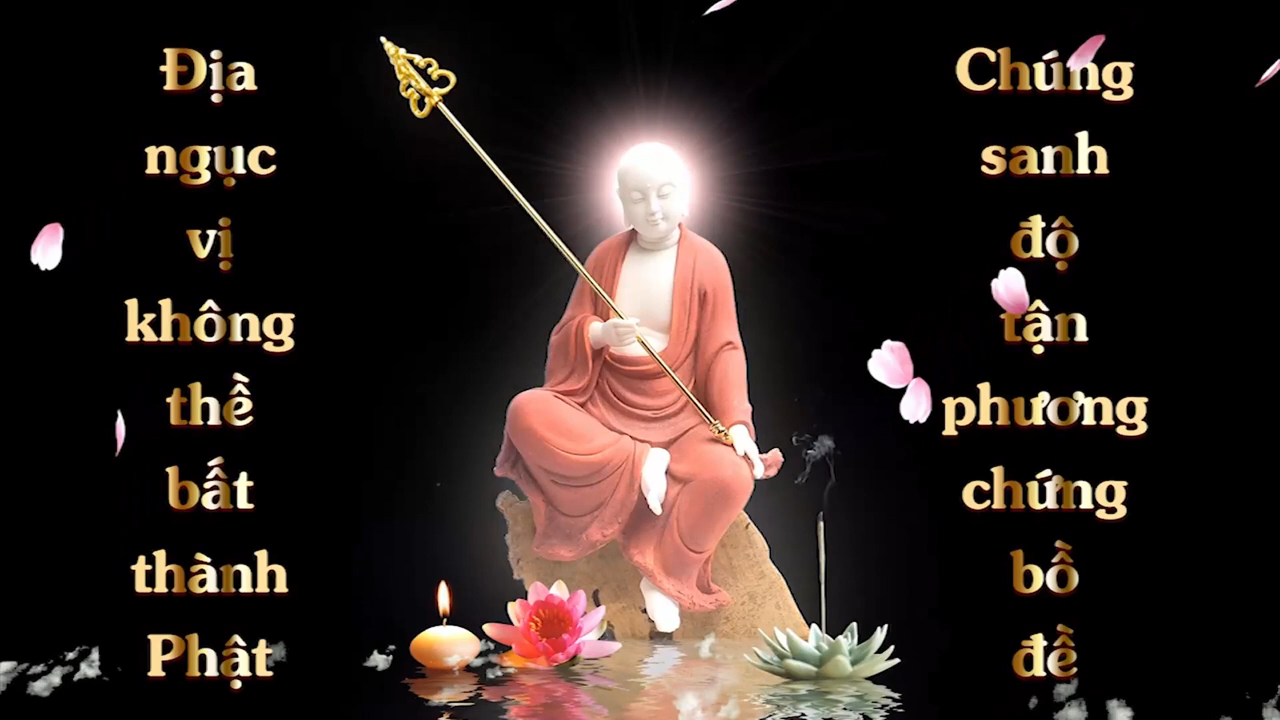 Địa
ngục
vị
không
thề
bất
thành
Phật
Chúng
sanh
độ
tận
phương
chứng
bồ
đề